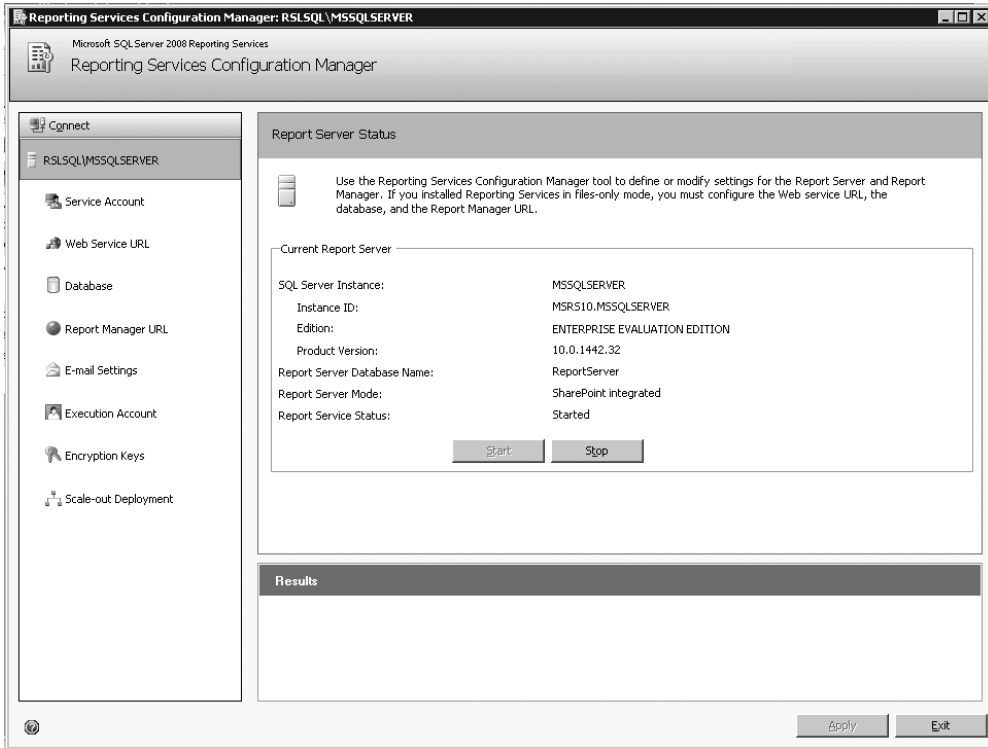 Reporting Services Configuration Manager: RSLSQL\MSSQLSERVER
Microsoft SQL Server 2008 Reporting Services
Reporting Services Configuration Manager
Connect
RSLSQL\MSSQLSERVER
Service Account
Web Service URL
Database
Report Manager URL
E-mail Settings
Execution Account
Encryption Keys
Scale-out Deployment
Report Server Status
Use the Reporting Services Configuration Manager tool to define or modify settings for the Report Server and Report
Manager. If you installed Reporting Services in files-only mode, you must configure the Web service URL, the
database, and the Report Manager URL.
Current Report Server
SQL Server Instance: MSSQLSERVER
Instance ID: MSRS10.MSSQLSERVER
Edition: ENTERPRISE EVALUATION EDITION
Product Version: 10.0.1442.32
Report Server Database Name: ReportServer
Report Server Mode: SharePoint integrated
Report Service Status: Started
Start Stop
Results
Apply Exit